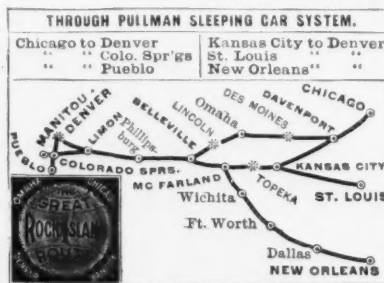 THROUGH PULLMAN SLEEPING CAR SYSTEM.
Chicago to Denver
" " Colo. Spr'gs
" " Pueblo
Kansas City to Denver
St. Louis " "
New Orleans " "
CHICAGO
DAVENPORT
DES MOINES
Omaha
LINCOLN
BELLEVILLE
Phillips-
burg
LIMON
DENVER
MANITOU
PUEBLO
COLORADO SPRS.
MC FARLAND
TOPEKA
KANSAS CITY
ST. LOUIS
Wichita
Ft. Worth
Dallas
NEW ORLEANS
GREAT
ROCK ISLAND
ROUTE